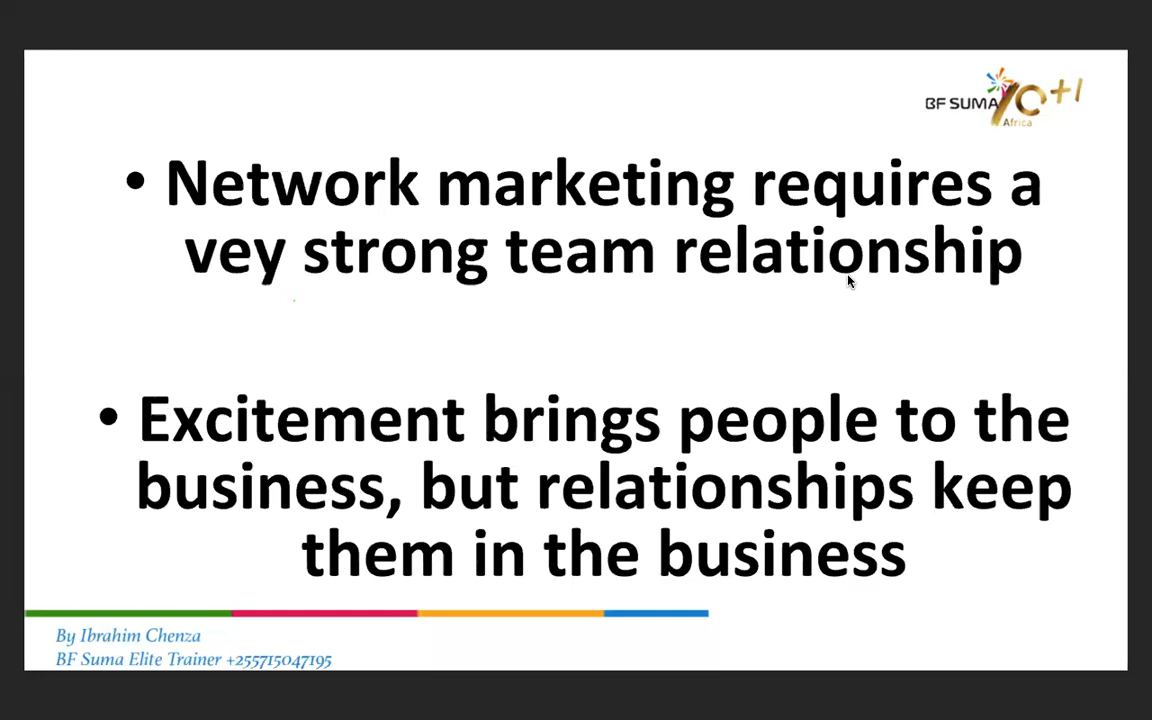 BF SUMA 10+1
Africa
• Network marketing requires a
vey strong team relationship
• Excitement brings people to the
business, but relationships keep
them in the business
By Ibrahim Chenza
BF Suma Elite Trainer +255715047195